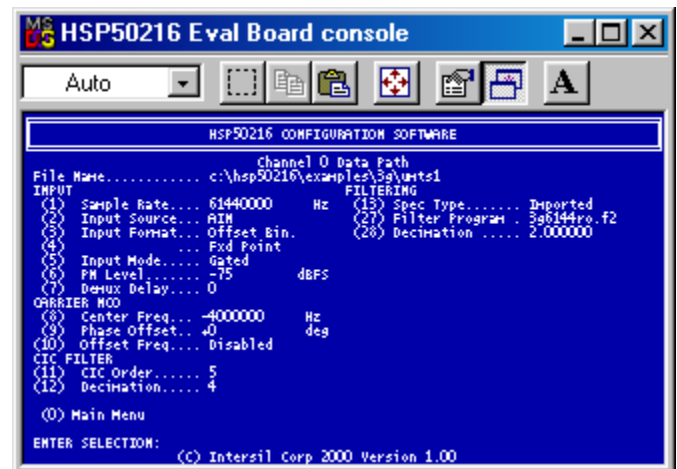 HSP50216 Eval Board console
Auto
A
HSP50216 CONFIGURATION SOFTWARE
Channel 0 Data Path
File Name............ c:\hsp50216\examples\3g\umts1
INPUT FILTERING
(1) Sample Rate.... 61440000 Hz (13) Spec Type....... Imported
(2) Input Source... AIN (27) Filter Program . 3g6144ro.f2
(3) Input Format... Offset Bin. (28) Decimation ..... 2.000000
(4) ... Fxd Point
(5) Input Mode..... Gated
(6) PN Level....... -75 dBFS
(7) Demux Delay.... 0
CARRIER NCO
(8) Center Freq... -4000000 Hz
(9) Phase Offset.. +0 deg
(10) Offset Freq.... Disabled
CIC FILTER
(11) CIC Order...... 5
(12) Decimation..... 4
(0) Main Menu
ENTER SELECTION:
(C) Intersil Corp 2000 Version 1.00